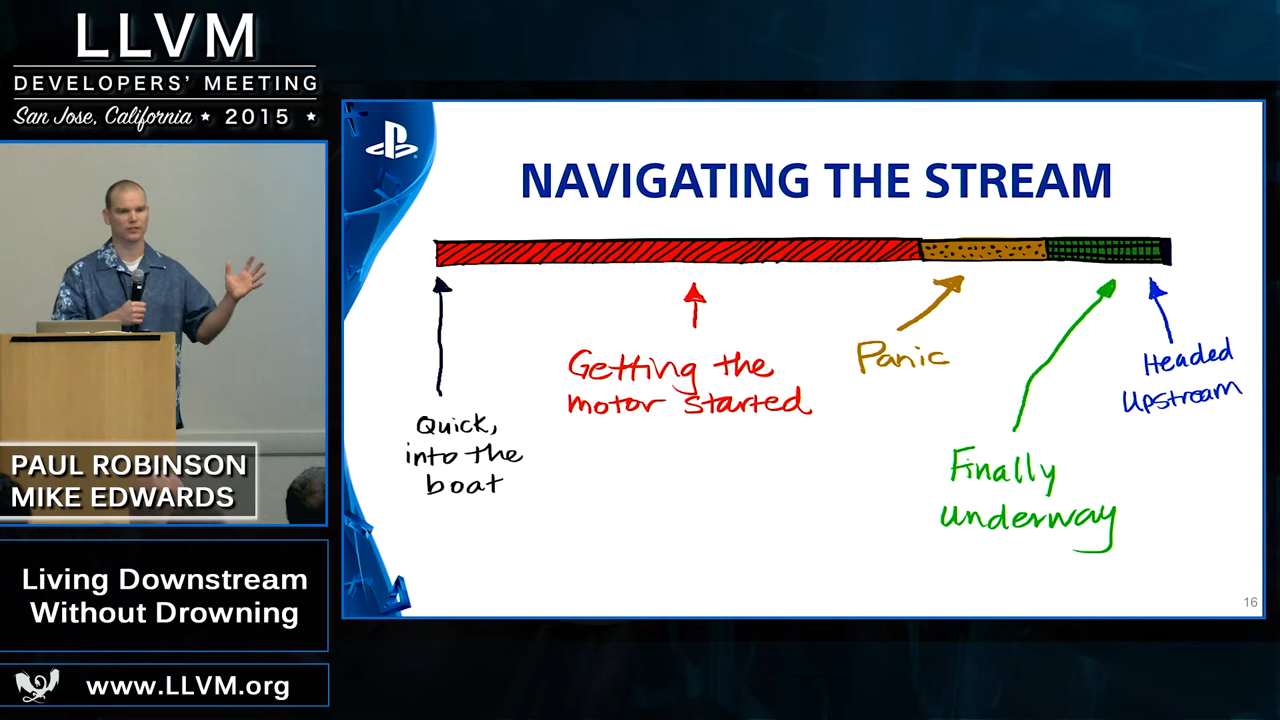 LLVM
DEVELOPERS' MEETING
San Jose, California ★ 2015 ★
NAVIGATING THE STREAM
Quick,
into the
boat
Getting the
motor started
Panic
Finally
underway
Headed
Upstream
16
PAUL ROBINSON
MIKE EDWARDS
Living Downstream
Without Drowning
www.LLVM.org